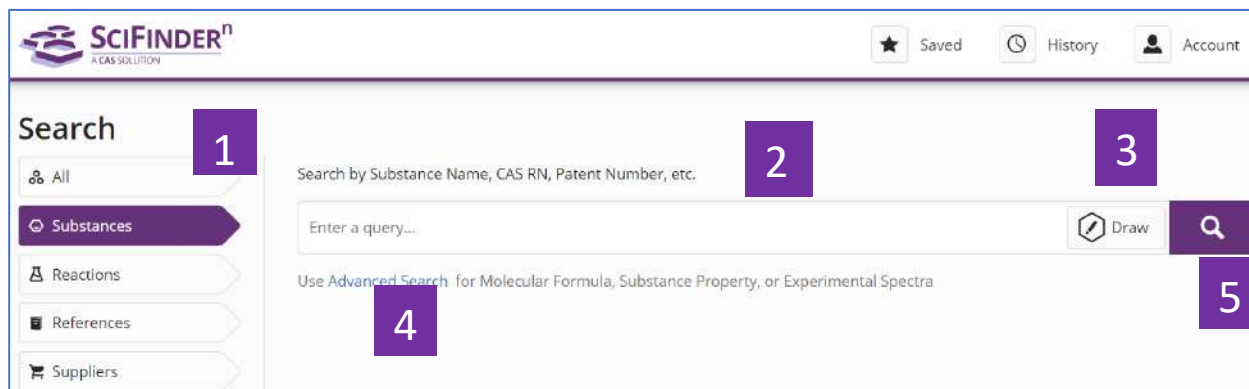 SCIFINDERⁿ
A CAS SOLUTION
Saved
History
Account
Search
1
2
3
All
Search by Substance Name, CAS RN, Patent Number, etc.
Substances
Enter a query...
Draw
Reactions
Use Advanced Search for Molecular Formula, Substance Property, or Experimental Spectra
4
5
References
Suppliers